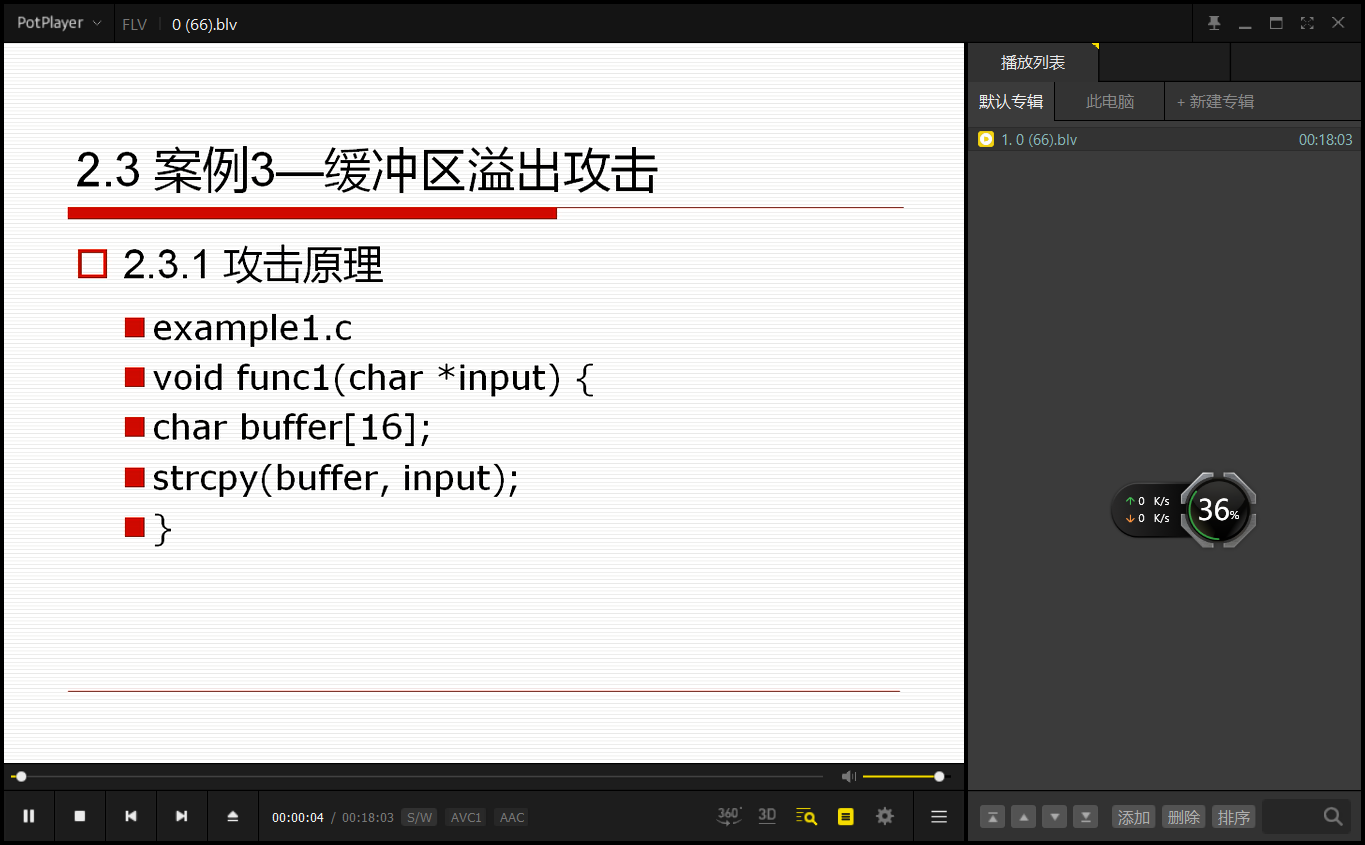 PotPlayer
FLV
0 (66).blv
播放列表
默认专辑
此电脑
+ 新建专辑
1. 0 (66).blv
00:18:03
2.3 案例3—缓冲区溢出攻击
2.3.1 攻击原理
example1.c
void func1(char *input) {
char buffer[16];
strcpy(buffer, input);
}
0 K/s
0 K/s
36%
00:00:04 / 00:18:03
S/W
AVC1
AAC
360°
3D
添加
删除
排序